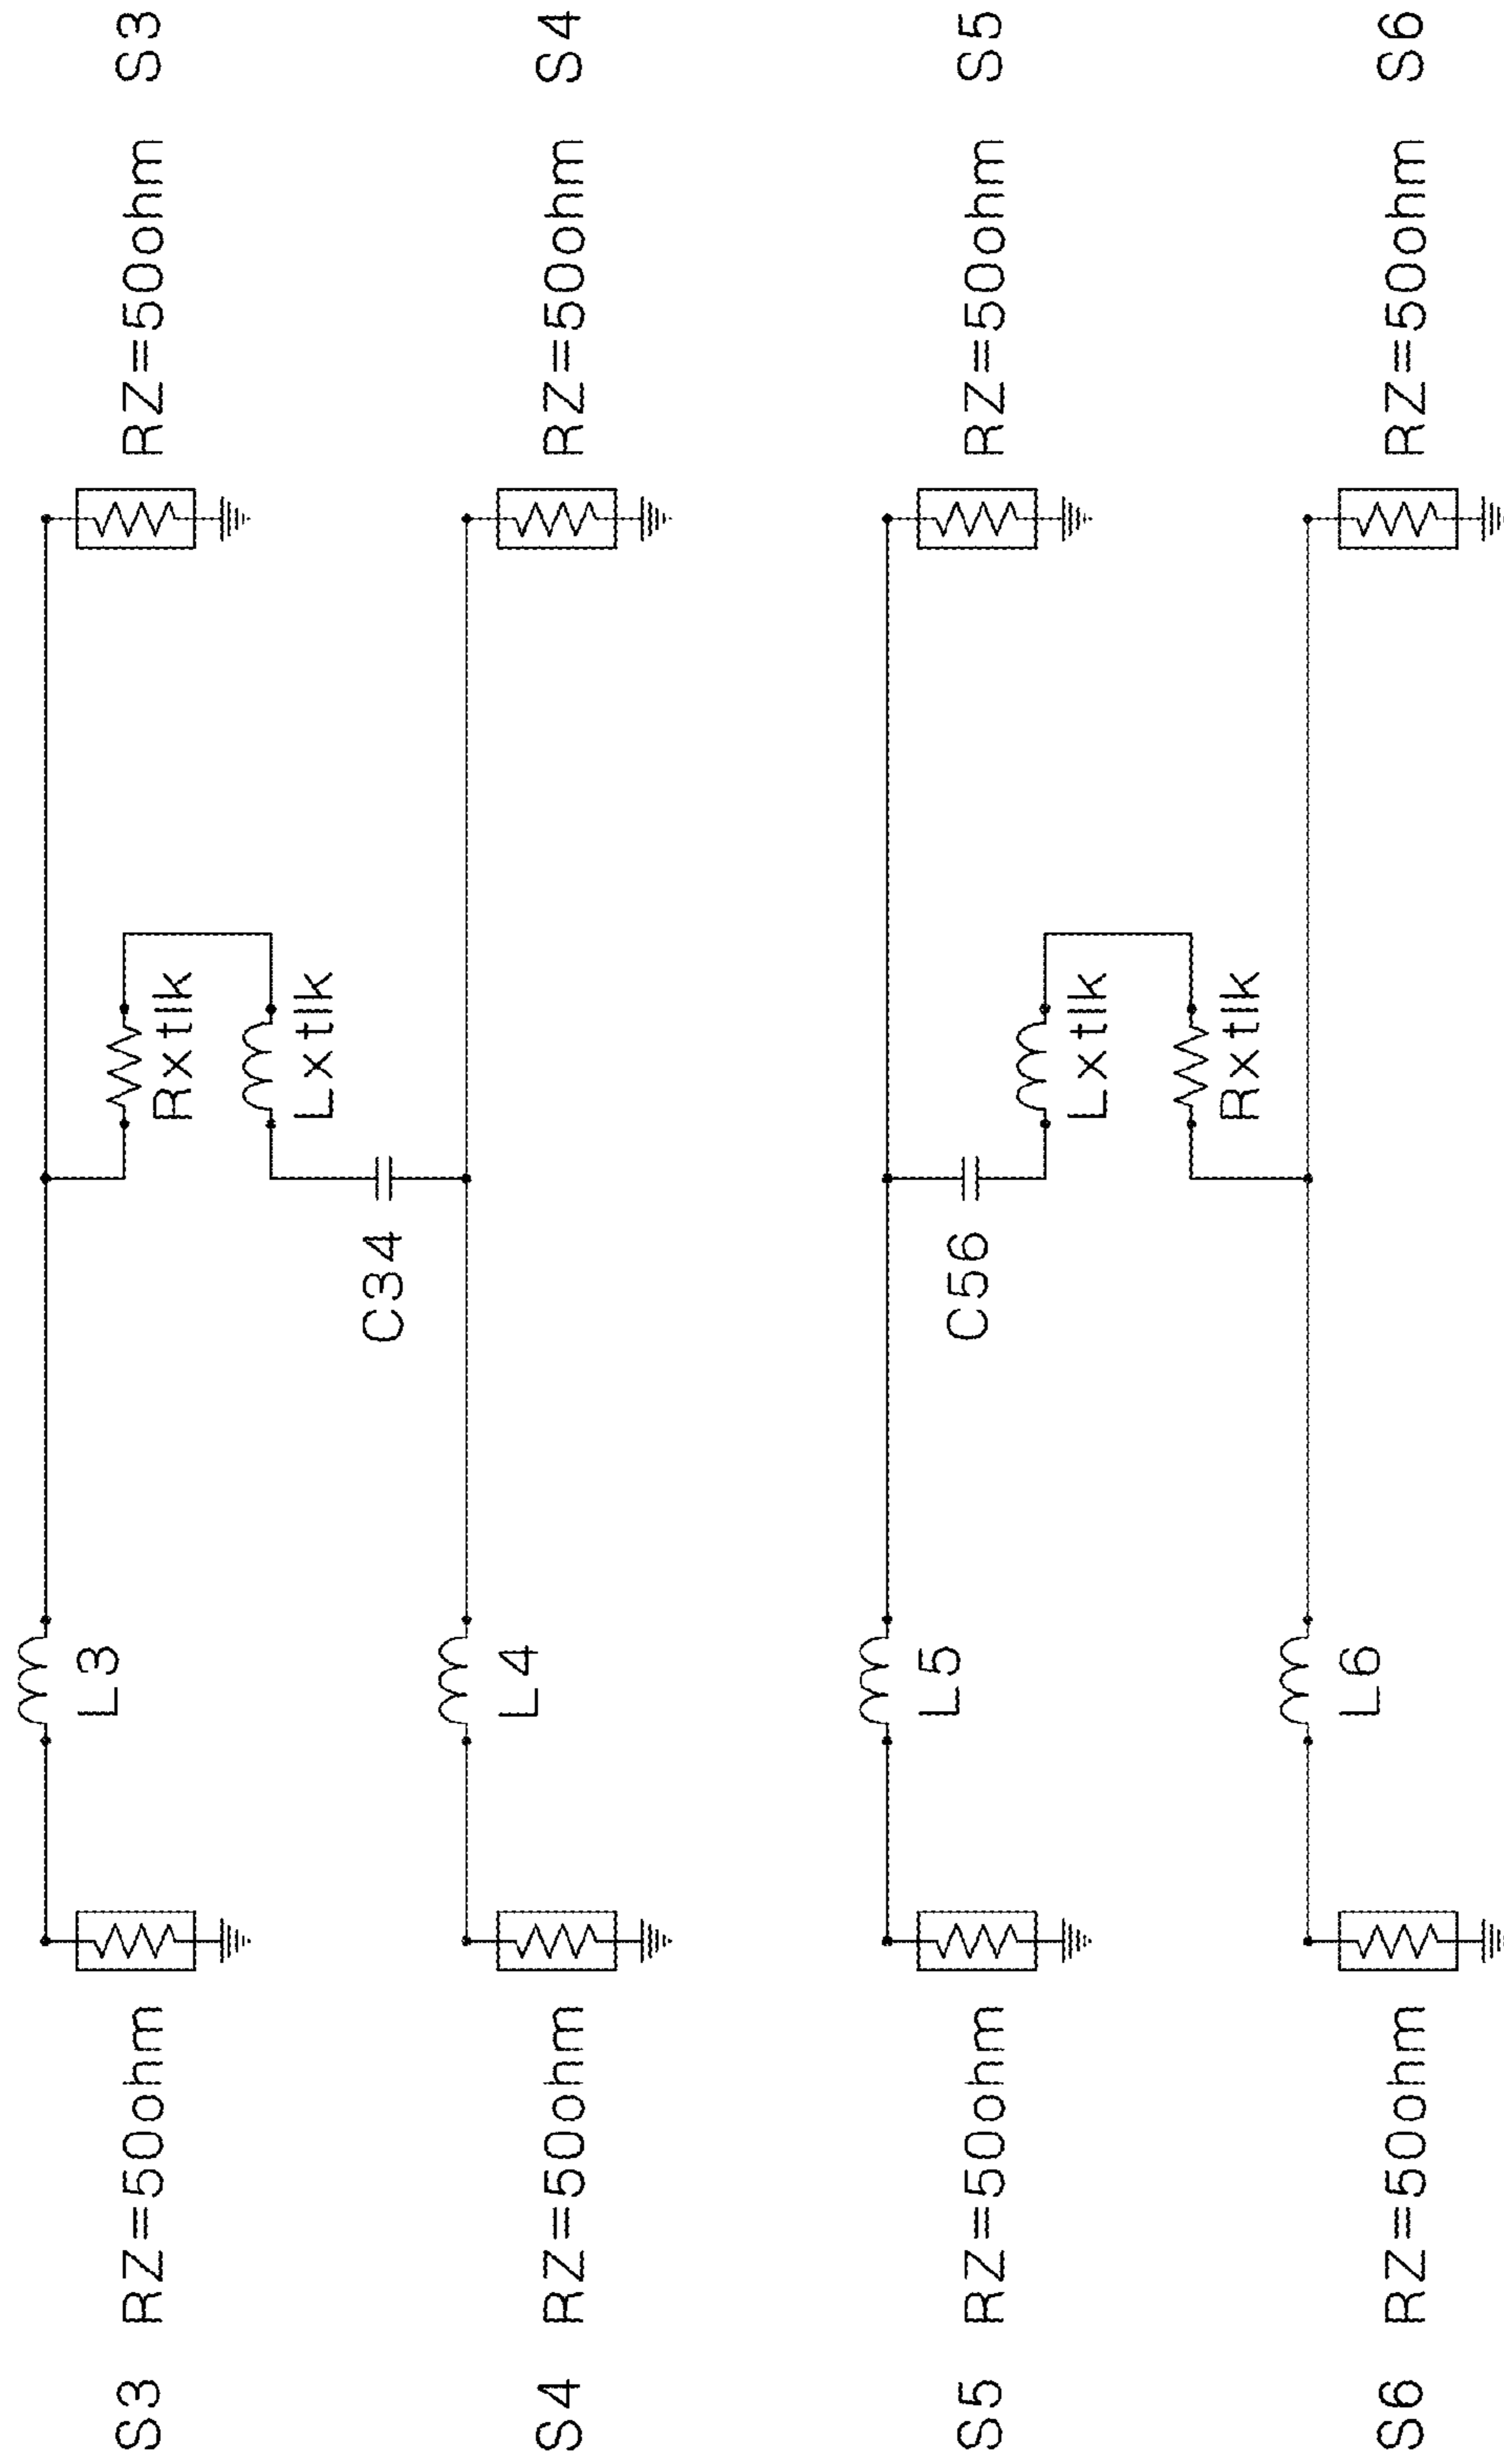 S3 RZ=50ohm L3 Rxtlk RZ=50ohm S3
Lxtlk
C34
S4 RZ=50ohm L4 RZ=50ohm S4
S5 RZ=50ohm L5 C56 RZ=50ohm S5
Lxtlk
Rxtlk
S6 RZ=50ohm L6 RZ=50ohm S6